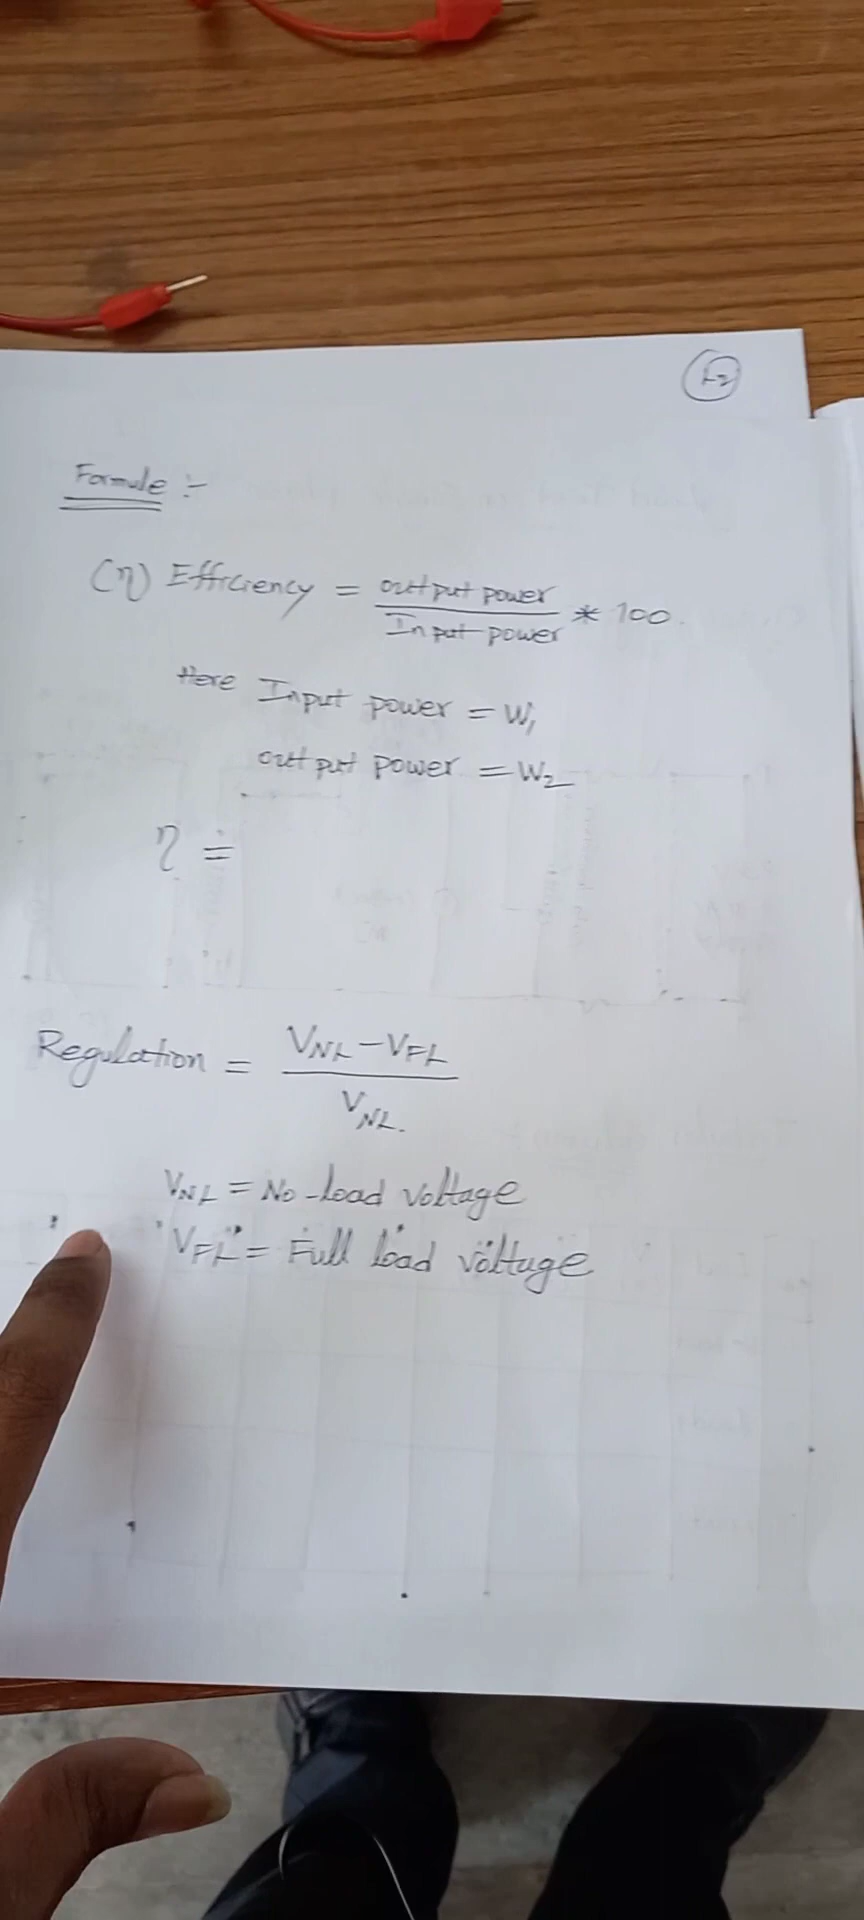 Formule :-
(η) Efficiency = output power / Input power * 100.
Here Input power = W1
output power = W2
η =
Regulation = VNL - VFL / VNL.
VNL = No-load voltage
VFL = Full load voltage